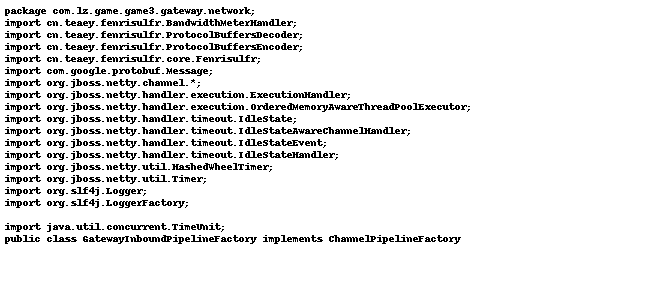 package com.lz.game.game3.gateway.network;
import cn.teaey.fenrisulfr.BandwidthMeterHandler;
import cn.teaey.fenrisulfr.ProtocolBuffersDecoder;
import cn.teaey.fenrisulfr.ProtocolBuffersEncoder;
import cn.teaey.fenrisulfr.core.Fenrisulfr;
import com.google.protobuf.Message;
import org.jboss.netty.channel.*;
import org.jboss.netty.handler.execution.ExecutionHandler;
import org.jboss.netty.handler.execution.OrderedMemoryAwareThreadPoolExecutor;
import org.jboss.netty.handler.timeout.IdleState;
import org.jboss.netty.handler.timeout.IdleStateAwareChannelHandler;
import org.jboss.netty.handler.timeout.IdleStateEvent;
import org.jboss.netty.handler.timeout.IdleStateHandler;
import org.jboss.netty.util.HashedWheelTimer;
import org.jboss.netty.util.Timer;
import org.slf4j.Logger;
import org.slf4j.LoggerFactory;
import java.util.concurrent.TimeUnit;
public class GatewayInboundPipelineFactory implements ChannelPipelineFactory